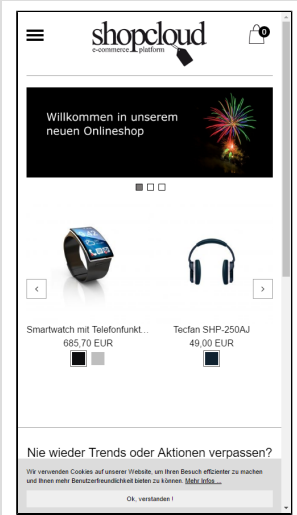 shopcloud
e-commerce platform
0
Willkommen in unserem
neuen Onlineshop
Smartwatch mit Telefonfunkt...
685,70 EUR
Tecfan SHP-250AJ
49,00 EUR
Nie wieder Trends oder Aktionen verpassen?
Wir verwenden Cookies auf unserer Website, um Ihren Besuch effizienter zu machen
und Ihnen mehr Benutzerfreundlichkeit bieten zu können. Mehr Infos ...
Ok, verstanden !